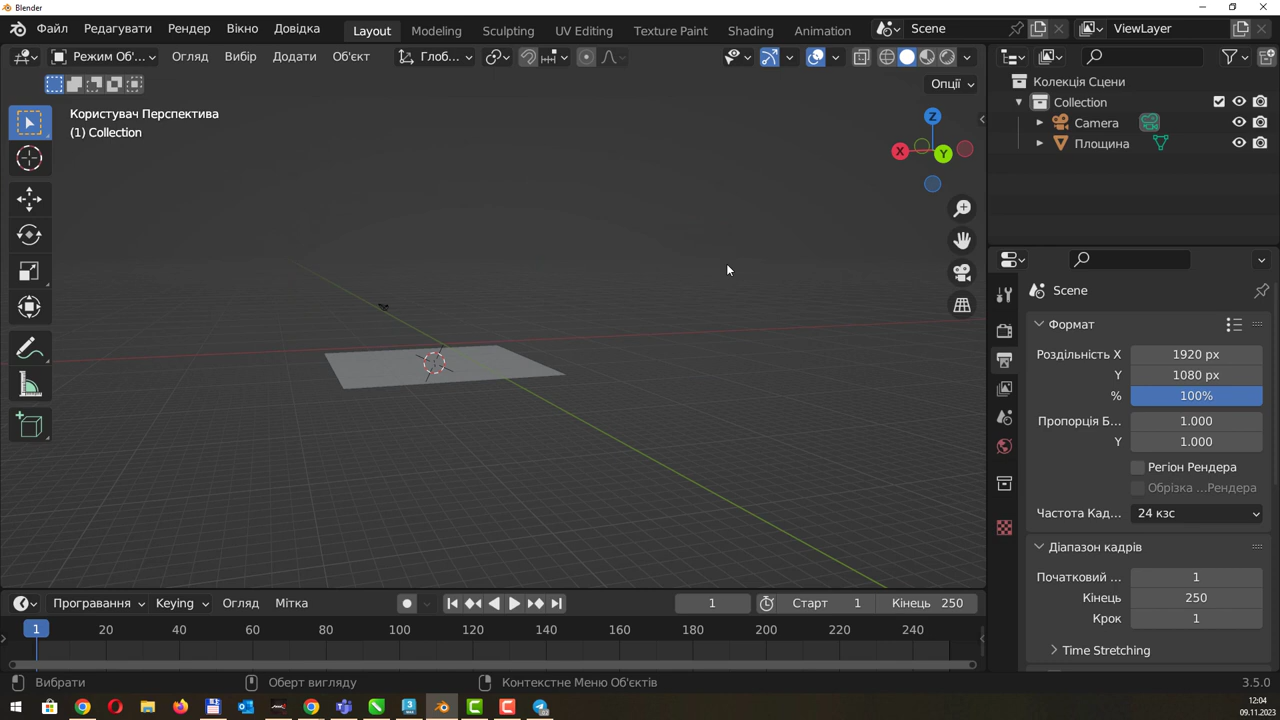 Blender
Файл Редагувати Рендер Вікно Довідка Layout Modeling Sculpting UV Editing Texture Paint Shading Animation Scene ViewLayer
Режим Об'... Огляд Вибір Додати Об'єкт Глоб...
Опції
Користувач Перспектива
(1) Collection
Z
X
Y
Колекція Сцени
Collection
Camera
Площина
Scene
Формат
Роздільність X 1920 px
Y 1080 px
% 100%
Пропорція Б... 1.000
Y 1.000
Регіон Рендера
Обрізка ...Рендера
Частота Кад... 24 кзс
Діапазон кадрів
Початковий ... 1
Кінець 250
Крок 1
Time Stretching
Програвання Keying Огляд Мітка 1 Старт 1 Кінець 250
1 20 40 60 80 100 120 140 160 180 200 220 240
Вибрати Оберт вигляду Контекстне Меню Об'єктів 3.5.0
12:04
09.11.2023